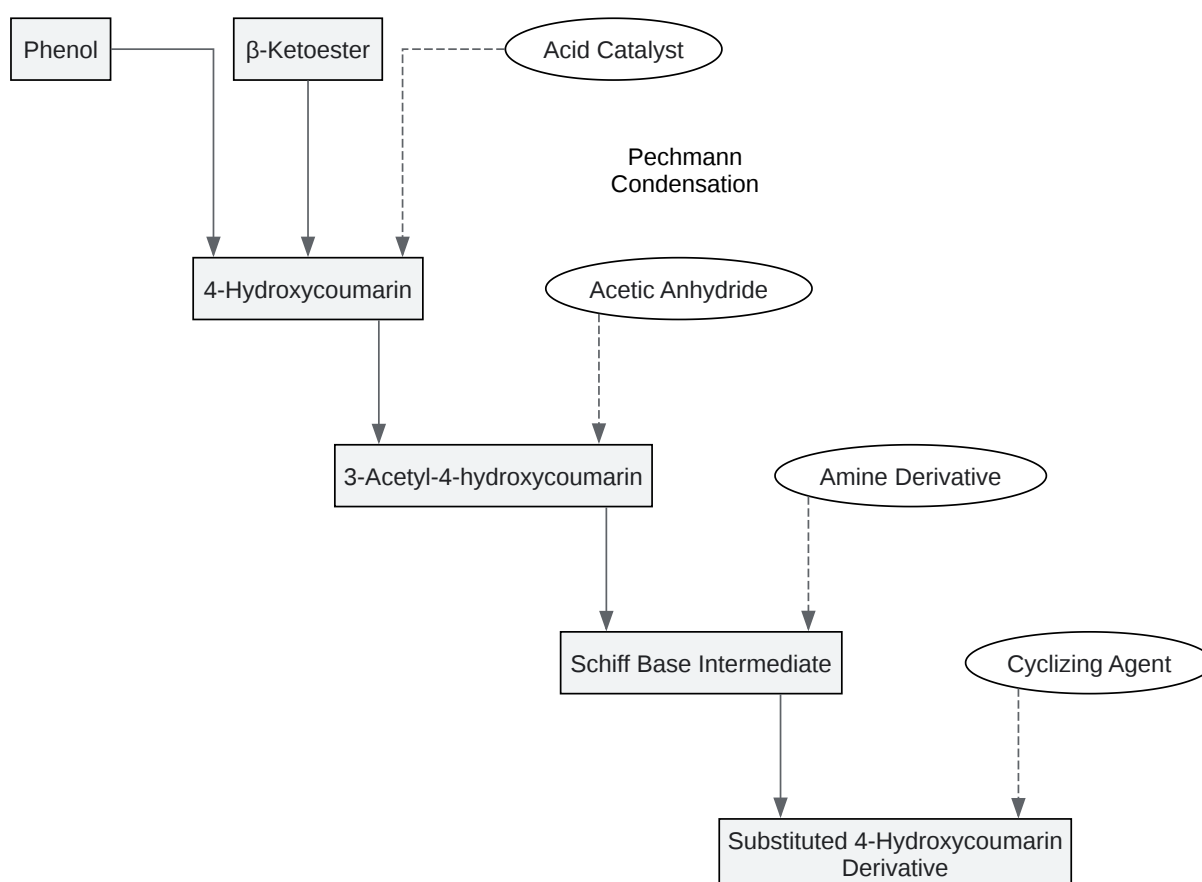 Phenol
β-Ketoester
Acid Catalyst
Pechmann
Condensation
4-Hydroxycoumarin
Acetic Anhydride
3-Acetyl-4-hydroxycoumarin
Amine Derivative
Schiff Base Intermediate
Cyclizing Agent
Substituted 4-Hydroxycoumarin
Derivative